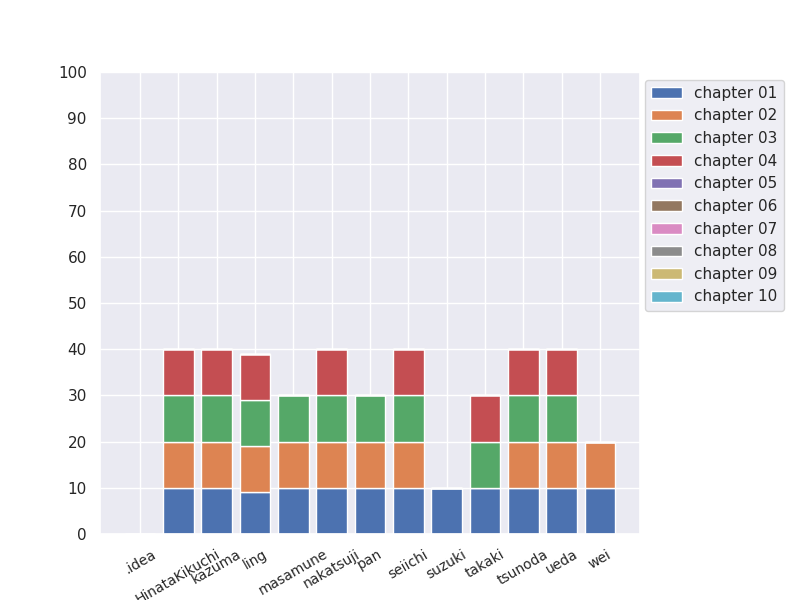 100
90
80
70
60
50
40
30
20
10
0
.idea
HinataKikuchi
kazuma
ling
masamune
nakatsuji
pan
seiichi
suzuki
takaki
tsunoda
ueda
wei
chapter 01
chapter 02
chapter 03
chapter 04
chapter 05
chapter 06
chapter 07
chapter 08
chapter 09
chapter 10